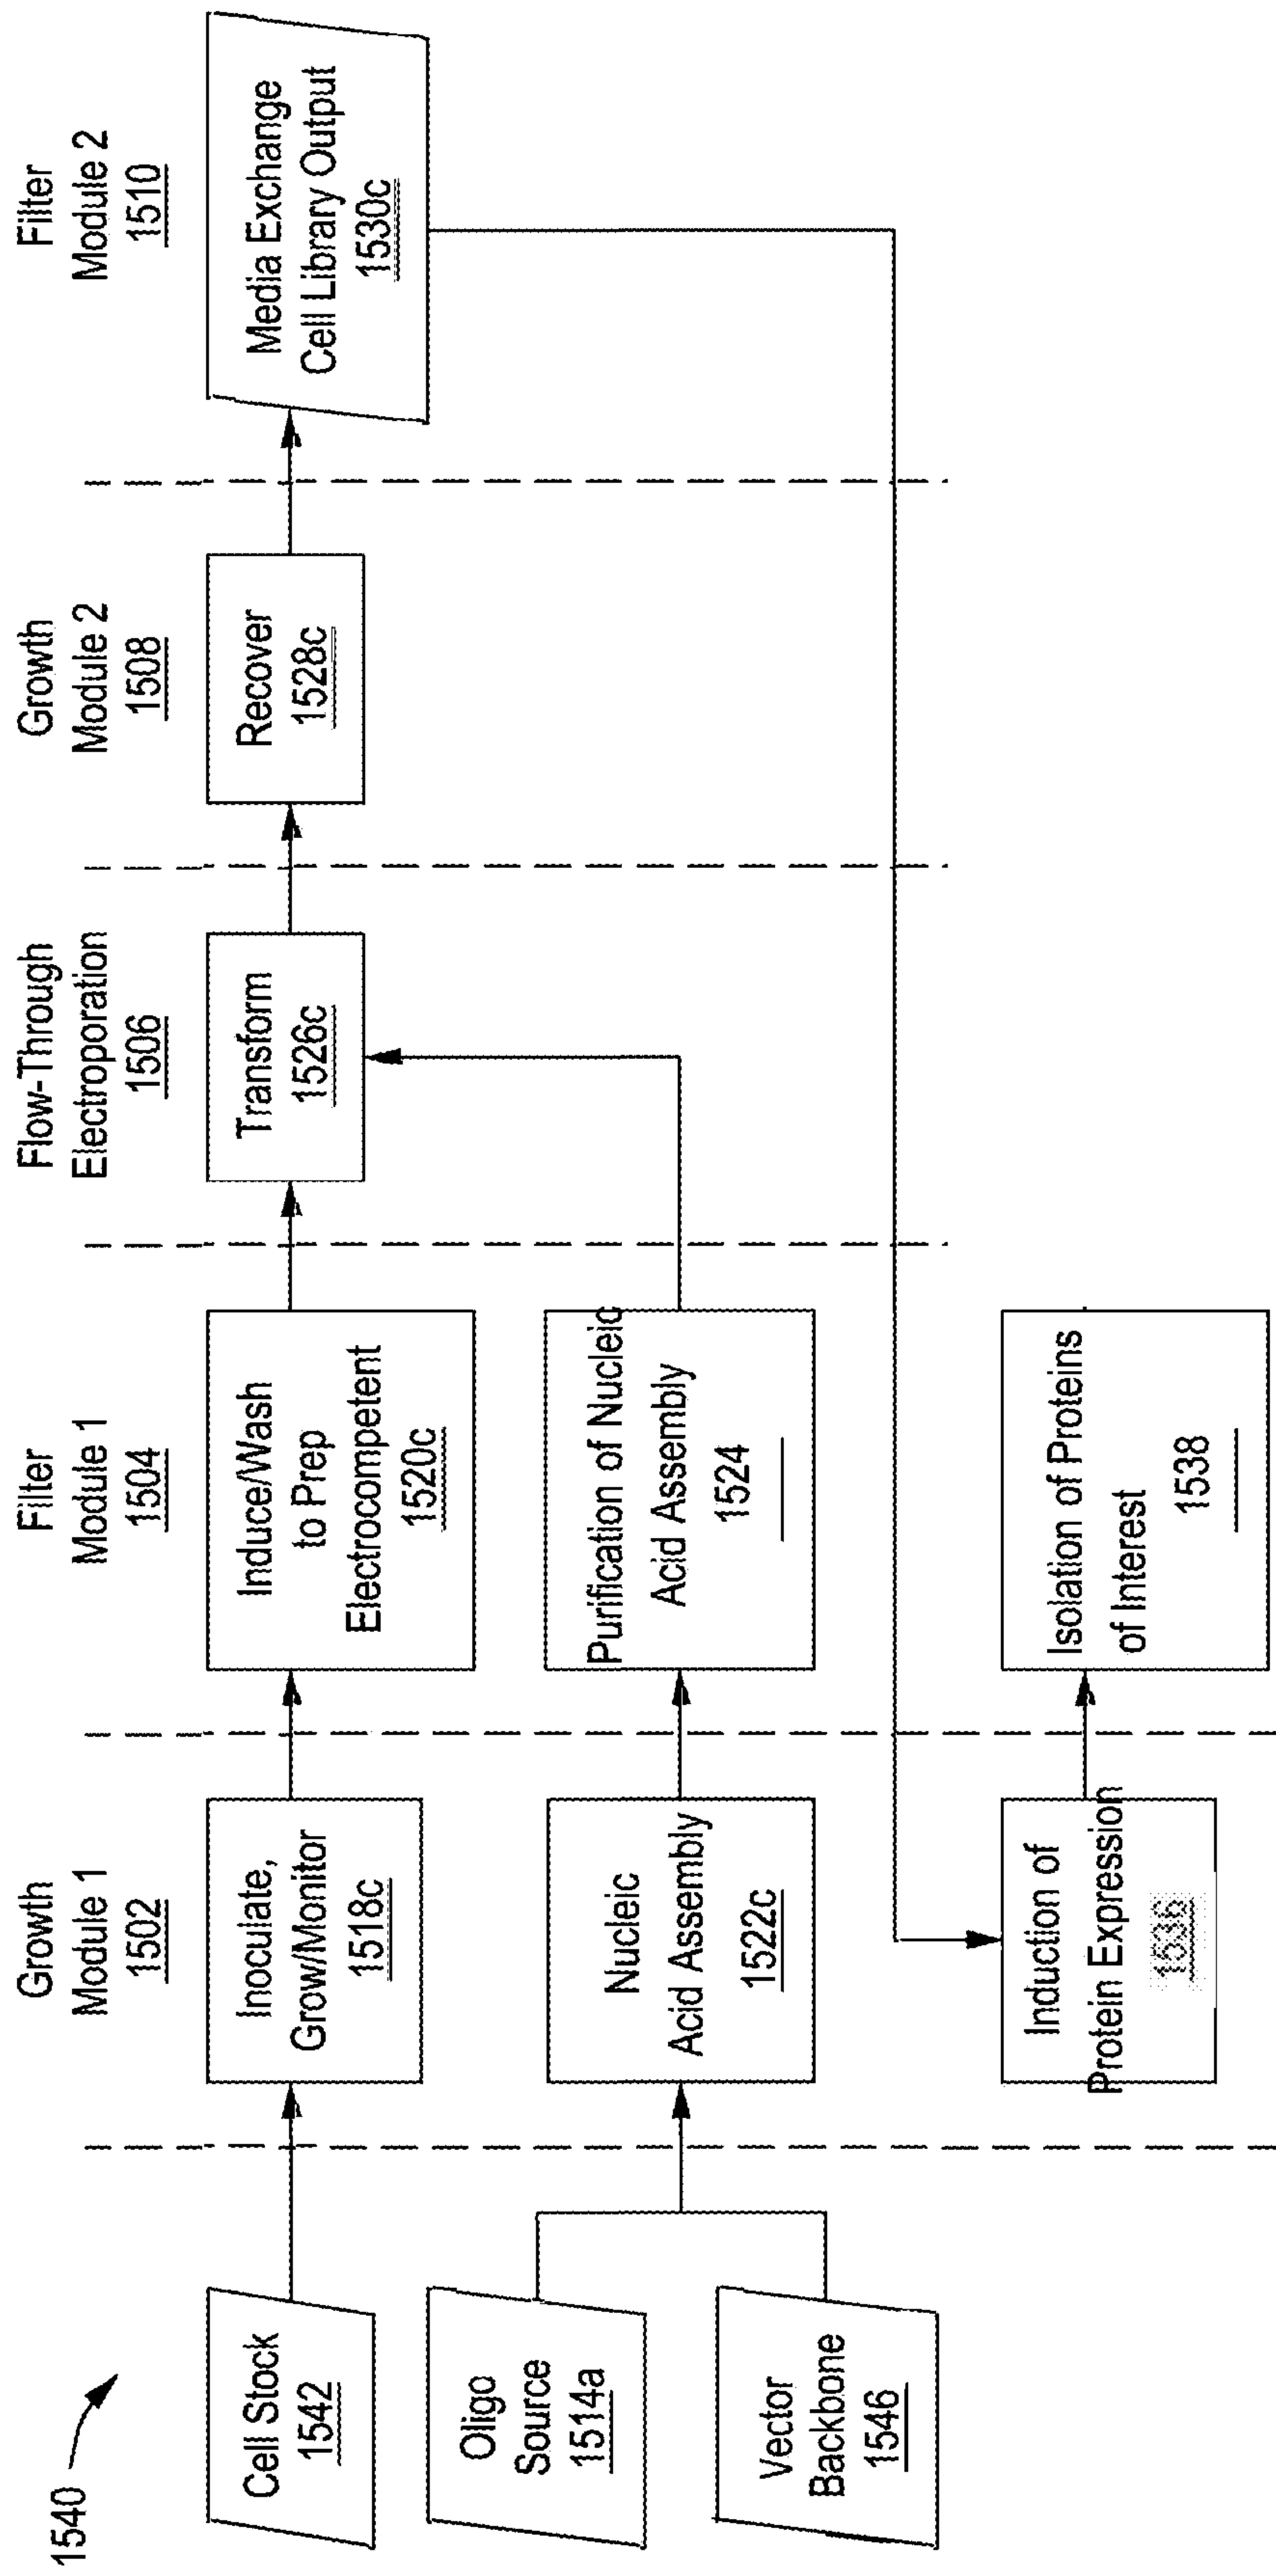 1540
Growth
Module 1
1502
Filter
Module 1
1504
Flow-Through
Electroporation
1506
Growth
Module 2
1508
Filter
Module 2
1510
Cell Stock
1542
Inoculate,
Grow/Monitor
1518c
Induce/Wash
to Prep
Electrocompetent
1520c
Transform
1526c
Recover
1528c
Media Exchange
Cell Library Output
1530c
Oligo
Source
1514a
Vector
Backbone
1546
Nucleic
Acid Assembly
1522c
Purification of Nucleic
Acid Assembly
1524
Induction of
Protein Expression
1536
Isolation of Proteins
of Interest
1538